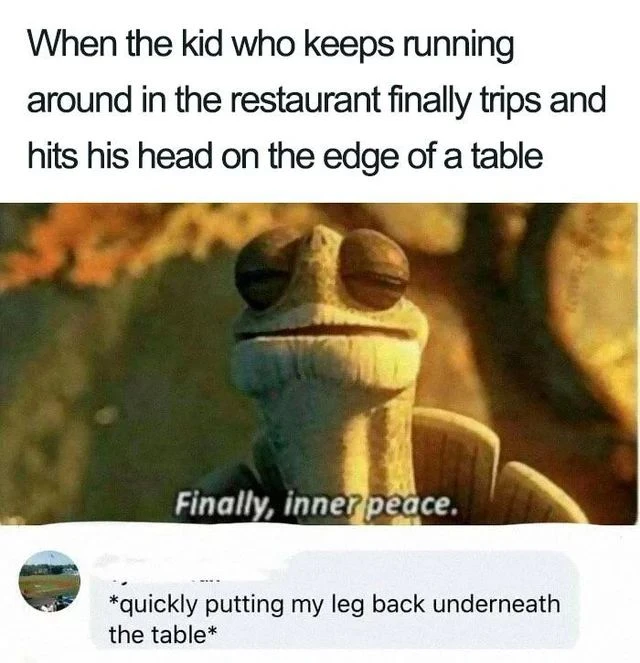 When the kid who keeps running
around in the restaurant finally trips and
hits his head on the edge of a table
Finally, inner peace.
*quickly putting my leg back underneath
the table*